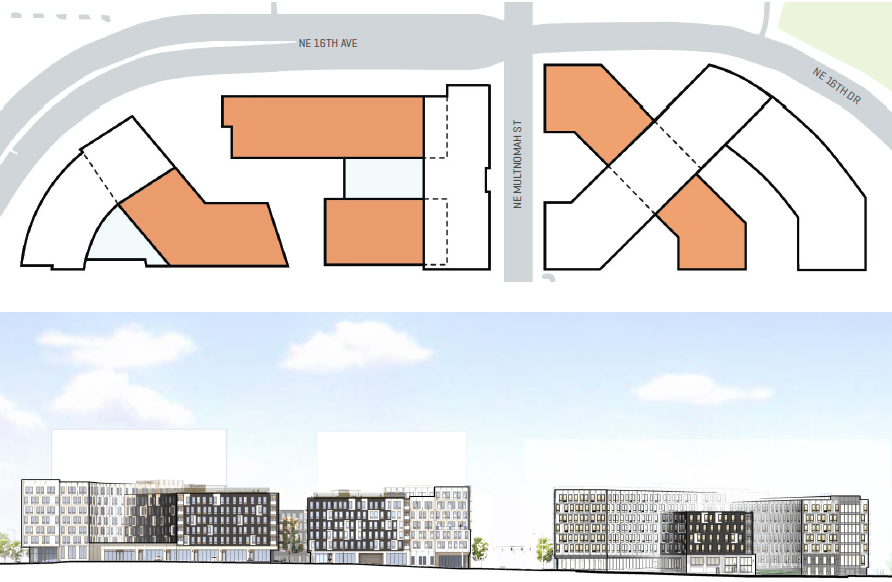 NE 16TH AVE
NE 16TH DR
NE MULTNOMAH ST